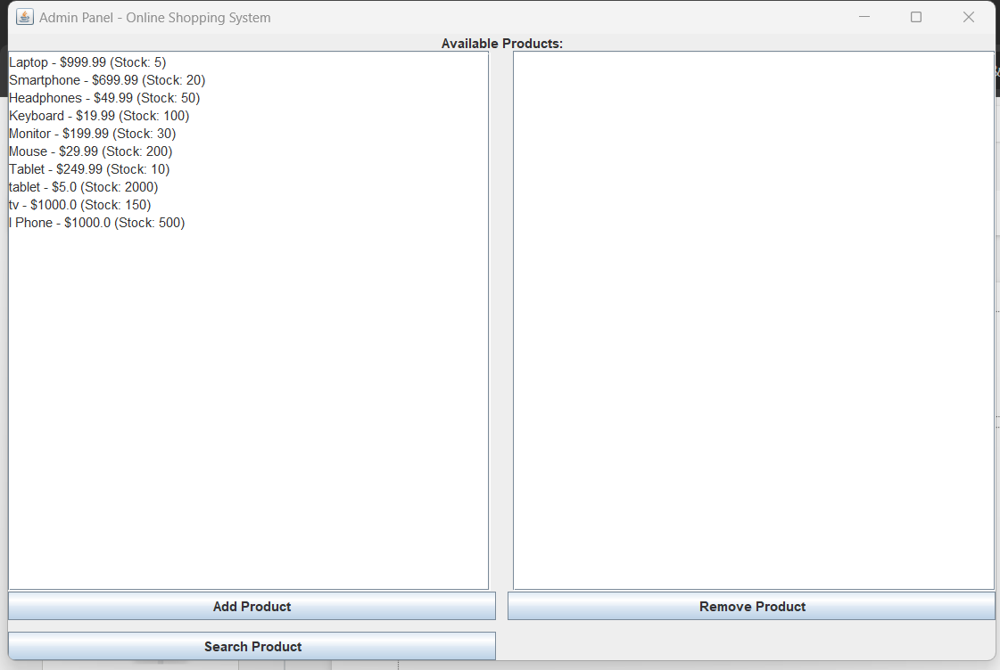 Admin Panel - Online Shopping System
Available Products:
Laptop - $999.99 (Stock: 5)
Smartphone - $699.99 (Stock: 20)
Headphones - $49.99 (Stock: 50)
Keyboard - $19.99 (Stock: 100)
Monitor - $199.99 (Stock: 30)
Mouse - $29.99 (Stock: 200)
Tablet - $249.99 (Stock: 10)
tablet - $5.0 (Stock: 2000)
tv - $1000.0 (Stock: 150)
I Phone - $1000.0 (Stock: 500)
Add Product
Remove Product
Search Product